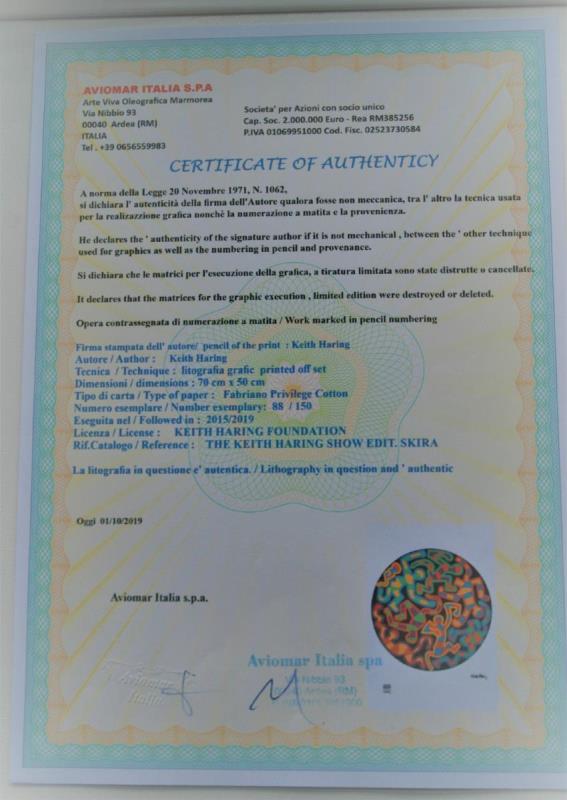 AVIOMAR ITALIA S.P.A
Arte Viva Oleografica Marmorea
Via Nibbio 93
00040 Ardea (RM)
ITALIA
Tel . +39 0656559983
Societa' per Azioni con socio unico
Cap. Soc. 2.000.000 Euro - Rea RM385256
P.IVA 01069951000 Cod. Fisc. 02523730584
CERTIFICATE OF AUTHENTICY
A norma della Legge 20 Novembre 1971, N. 1062,
si dichiara l' autenticità della firma dell'Autore qualora fosse non meccanica, tra l' altro la tecnica usata
per la realizazzione grafica nonchè la numerazione a matita e la provenienza.
He declares the ' authenticity of the signature author if it is not mechanical , between the ' other technique
used for graphics as well as the numbering in pencil and provenance.
Si dichiara che le matrici per l'esecuzione della grafica, a tiratura limitata sono state distrutte o cancellate.
It declares that the matrices for the graphic execution , limited edition were destroyed or deleted.
Opera contrassegnata di numerazione a matita / Work marked in pencil numbering
Firma stampata dell' autore/ pencil of the print : Keith Haring
Autore / Author : Keith Haring
Tecnica / Technique : litografia grafic printed off set
Dimensioni / dimensions : 70 cm x 50 cm
Tipo di carta / Type of paper : Fabriano Privilege Cotton
Numero esemplare / Number exemplary: 88 / 150
Eseguita nel / Followed in : 2015/2019
Licenza / License : KEITH HARING FOUNDATION
Rif.Catalogo / Reference : THE KEITH HARING SHOW EDIT. SKIRA
La litografia in questione e' autentica. / Lithography in question and ' authentic
Oggi 01/10/2019
Aviomar Italia s.p.a.
Aviomar Italia spa
Via Nibbio 93
00040 Ardea (RM)
Aviomar
Italia